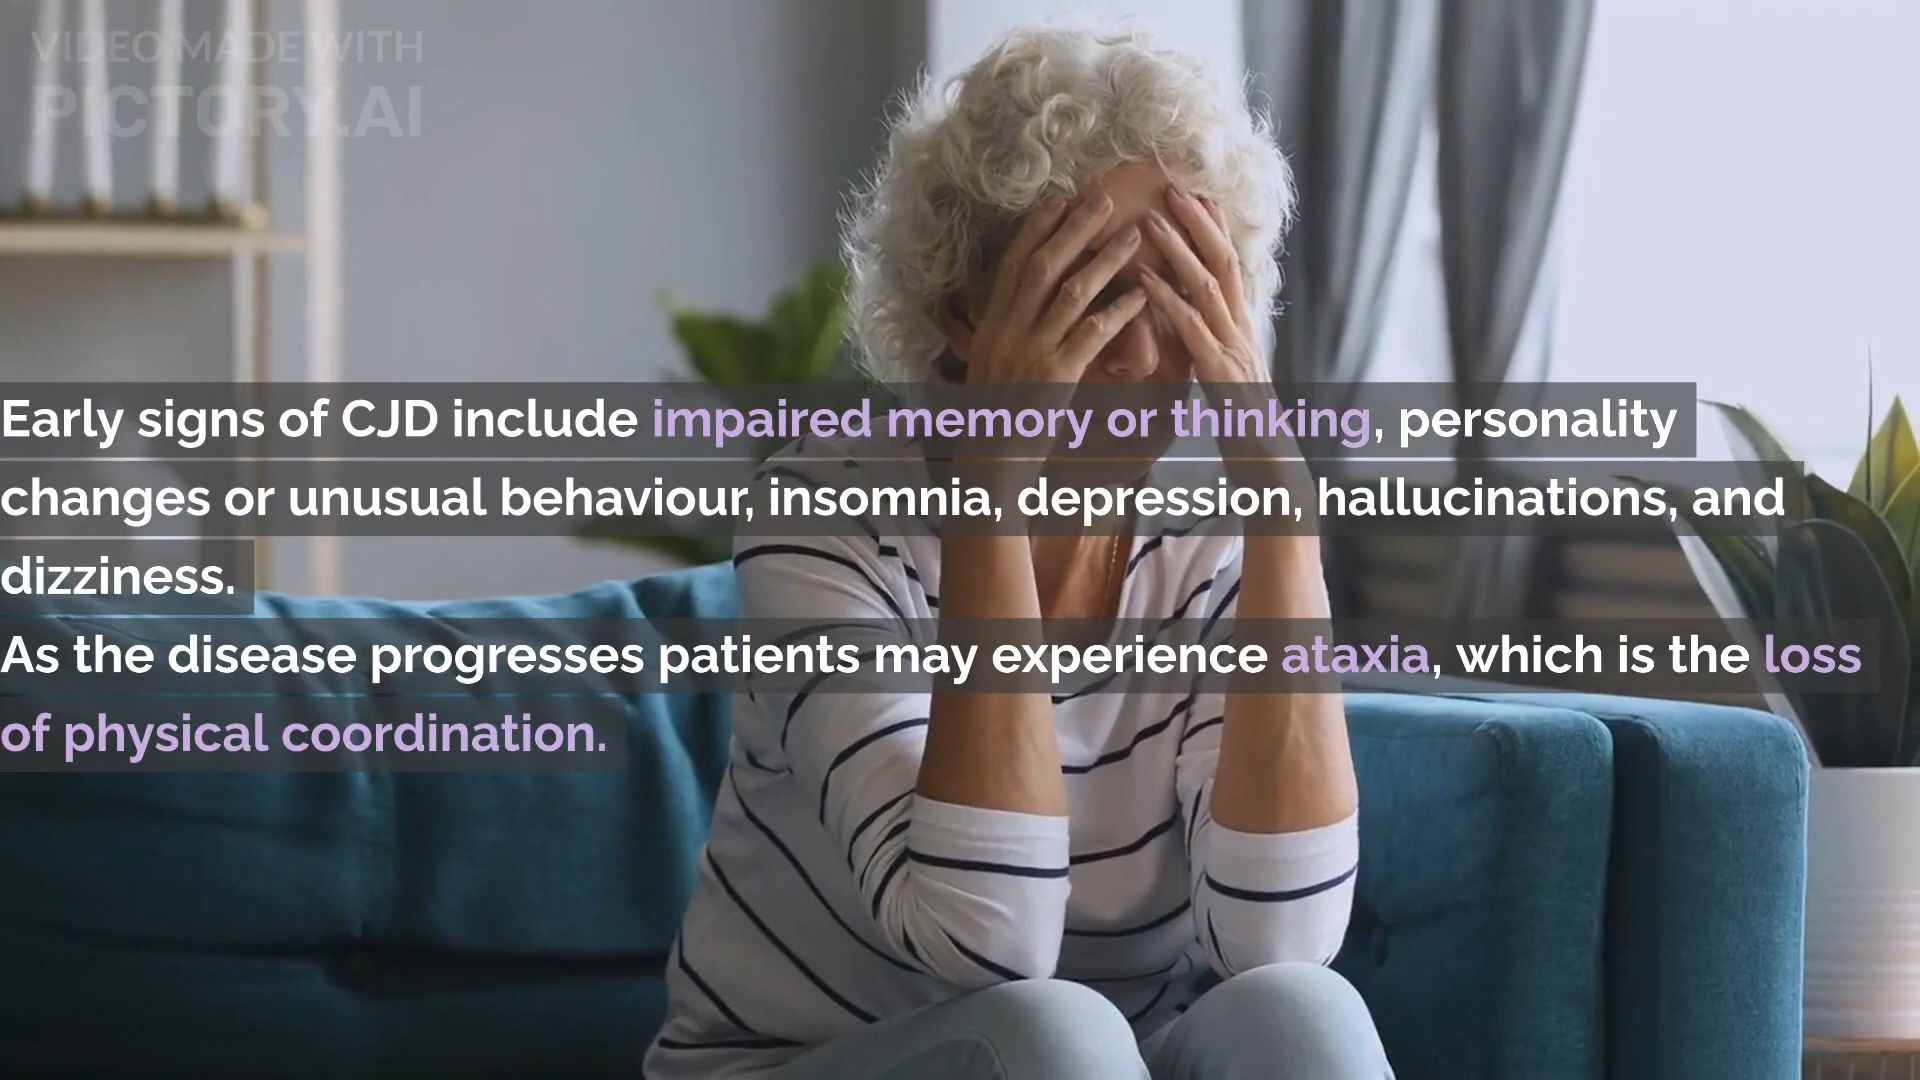 VIDEO MADE WITH
PICTORY.AI
Early signs of CJD include impaired memory or thinking, personality
changes or unusual behaviour, insomnia, depression, hallucinations, and
dizziness.
As the disease progresses patients may experience ataxia, which is the loss
of physical coordination.